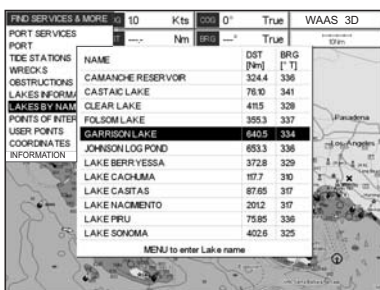 FIND SERVICES & MORE 10 Kts COG 0° True WAAS 3D
PORT SERVICES
PORT --.-- Nm BRG ---° True
TIDE STATIONS
WRECKS
OBSTRUCTIONS
LAKES INFORMA
LAKES BY NAM
POINTS OF INTER
USER POINTS
COORDINATES
INFORMATION
NAME DST [Nm] BRG [° T]
CAMANCHE RESERVOIR 324.4 336
CASTAIC LAKE 76.10 341
CLEAR LAKE 411.5 328
FOLSOM LAKE 355.3 337
GARRISON LAKE 640.5 334
JOHNSON LOG POND 653.3 336
LAKE BERRYESSA 372.8 329
LAKE CACHUMA 117.7 310
LAKE CASITAS 87.65 317
LAKE NACIMIENTO 201.2 317
LAKE PIRU 75.85 336
LAKE SONOMA 402.6 325
MENU to enter Lake name
Pasadena
Los Angeles